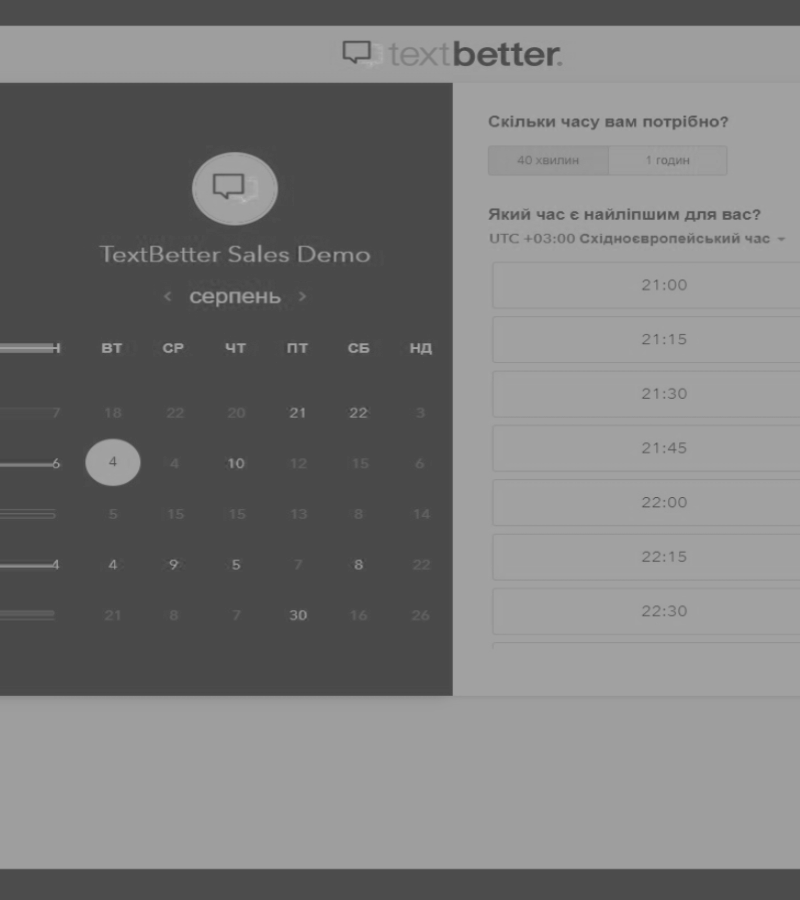 textbetter.
TextBetter Sales Demo
< серпень >
ВТ СР ЧТ ПТ СБ НД
7 18 22 20 21 22 3
6 4 4 10 12 15 6
5 15 15 13 8 14
4 4 9 5 7 8 22
21 8 7 30 16 26
Скільки часу вам потрібно?
40 хвилин 1 годин
Який час є найліпшим для вас?
UTC +03:00 Східноєвропейський час
21:00
21:15
21:30
21:45
22:00
22:15
22:30